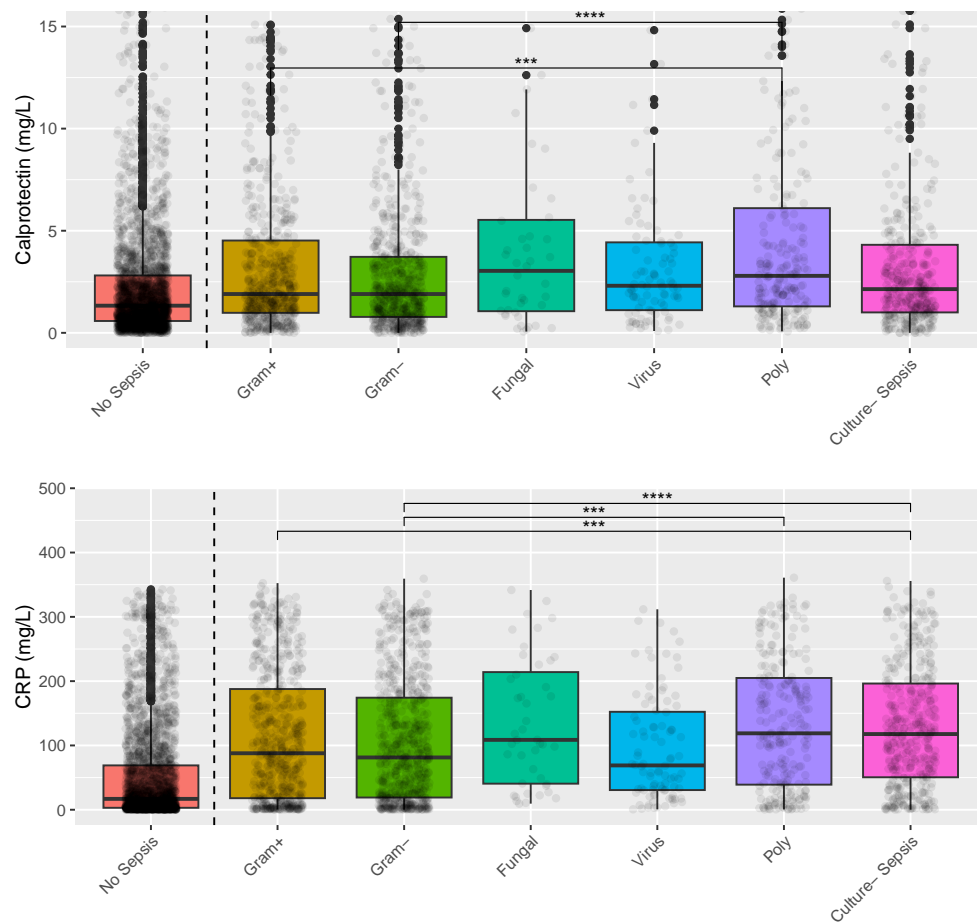 ****
***
15
10
5
0
Calprotectin (mg/L)
No Sepsis
Gram+
Gram−
Fungal
Virus
Poly
Culture− Sepsis
****
***
***
500
400
300
200
100
0
CRP (mg/L)
No Sepsis
Gram+
Gram−
Fungal
Virus
Poly
Culture− Sepsis